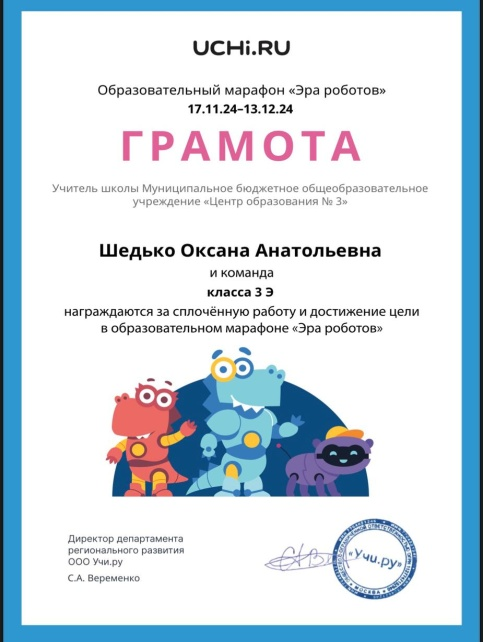 UCHi.RU
Образовательный марафон «Эра роботов»
17.11.24–13.12.24
ГРАМОТА
Учитель школы Муниципальное бюджетное общеобразовательное
учреждение «Центр образования № 3»
Шедько Оксана Анатольевна
и команда
класса 3 Э
награждаются за сплочённую работу и достижение цели
в образовательном марафоне «Эра роботов»
Директор департамента
регионального развития
ООО Учи.ру
С.А. Веременко
«Учи.ру»
МОСКВА